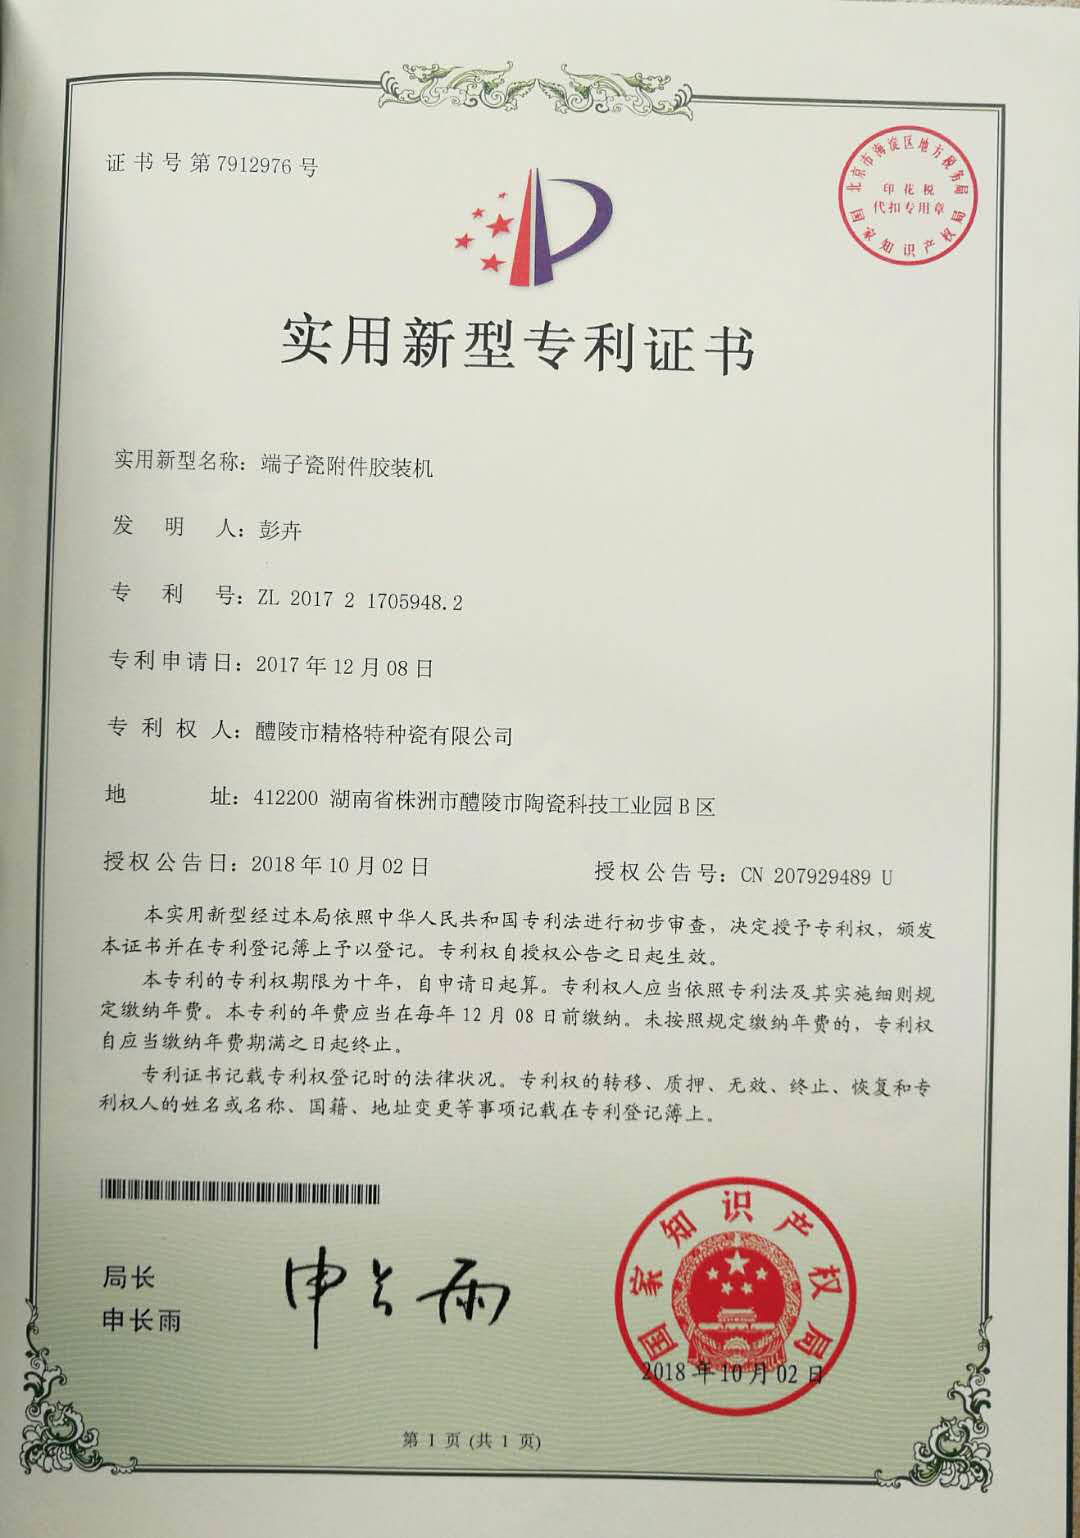 证书号第7912976号
北京市海淀区地方税务局
印花税
代扣专用章
国家知识产权局
实用新型专利证书
实用新型名称：端子瓷附件胶装机
发明人：彭卉
专利号：ZL 2017 2 1705948.2
专利申请日：2017年12月08日
专利权人：醴陵市精格特种瓷有限公司
地址：412200 湖南省株洲市醴陵市陶瓷科技工业园B区
授权公告日：2018年10月02日 授权公告号：CN 207929489 U
本实用新型经过本局依照中华人民共和国专利法进行初步审查，决定授予专利权，颁发
本证书并在专利登记簿上予以登记。专利权自授权公告之日起生效。
本专利的专利权期限为十年，自申请日起算。专利权人应当依照专利法及其实施细则规
定缴纳年费。本专利的年费应当在每年12月08日前缴纳。未按照规定缴纳年费的，专利权
自应当缴纳年费期满之日起终止。
专利证书记载专利权登记时的法律状况。专利权的转移、质押、无效、终止、恢复和专
利权人的姓名或名称、国籍、地址变更等事项记载在专利登记簿上。
局长
申长雨
申长雨
国家知识产权局
2018年10月02日
第1页(共1页)